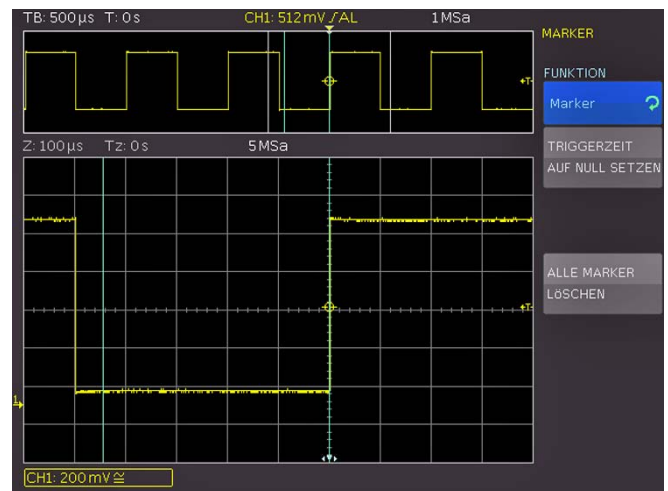 TB: 500µs T: 0s CH1: 512mV / AL 1MSa
MARKER
FUNKTION
Marker
Z: 100µs Tz: 0s 5MSa
TRIGGERZEIT
AUF NULL SETZEN
ALLE MARKER
LÖSCHEN
T
T
1
CH1: 200mV ≅